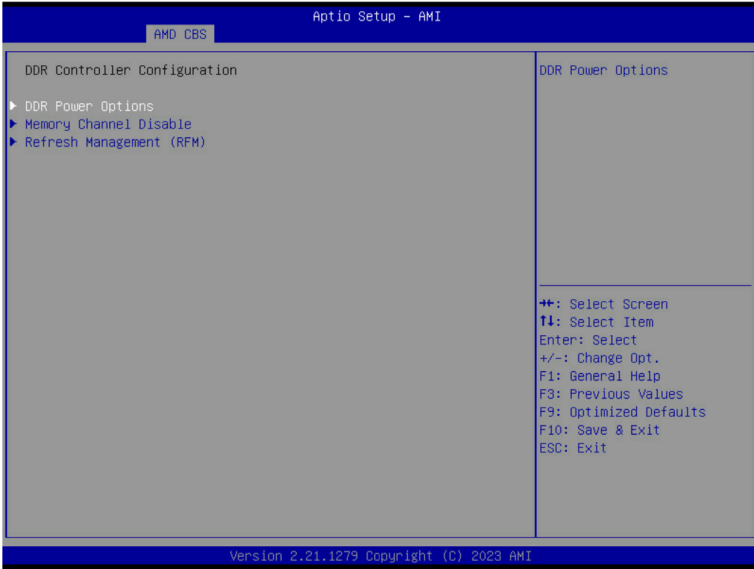 Aptio Setup – AMI
AMD CBS
DDR Controller Configuration
DDR Power Options
Memory Channel Disable
Refresh Management (RFM)
DDR Power Options
→←: Select Screen
↑↓: Select Item
Enter: Select
+/-: Change Opt.
F1: General Help
F3: Previous Values
F9: Optimized Defaults
F10: Save & Exit
ESC: Exit
Version 2.21.1279 Copyright (C) 2023 AMI